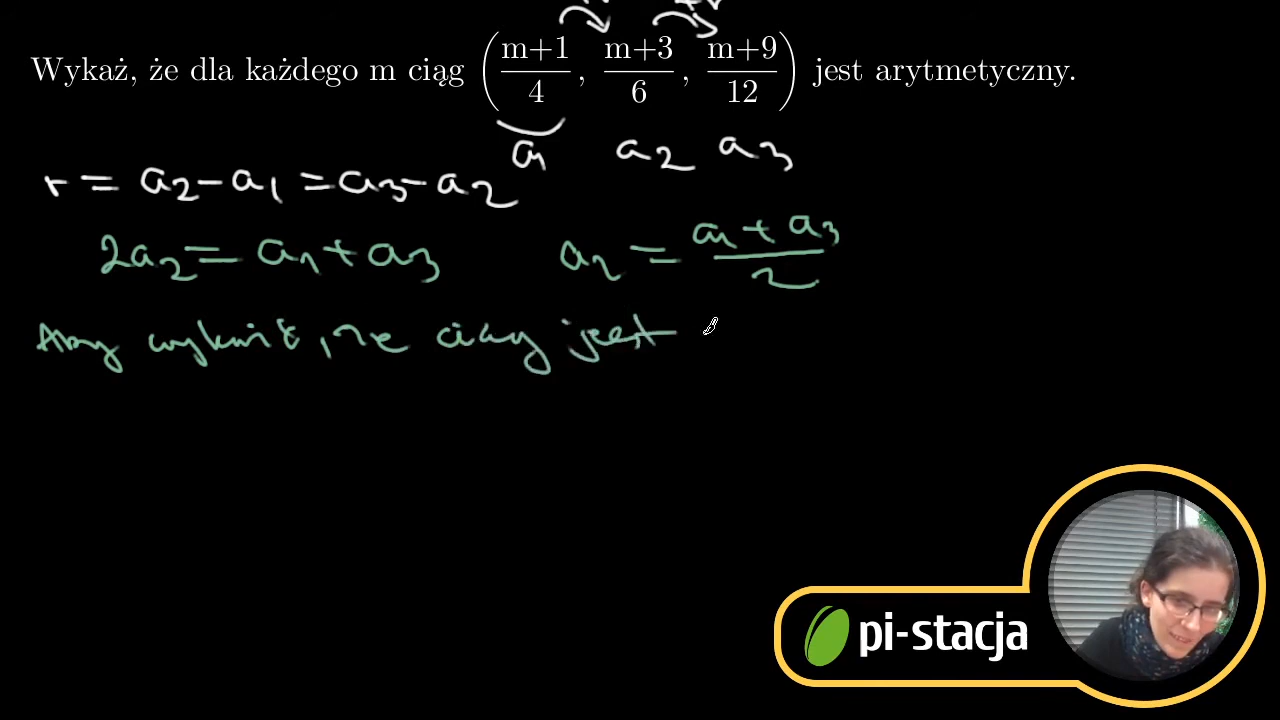 Wykaż, że dla każdego m ciąg (m+1/4, m+3/6, m+9/12) jest arytmetyczny.
a1 a2 a3
r = a2 - a1 = a3 - a2
2a2 = a1 + a3 a2 = a1 + a3 / 2
Aby wykazać, że ciąg jest
pi-stacja